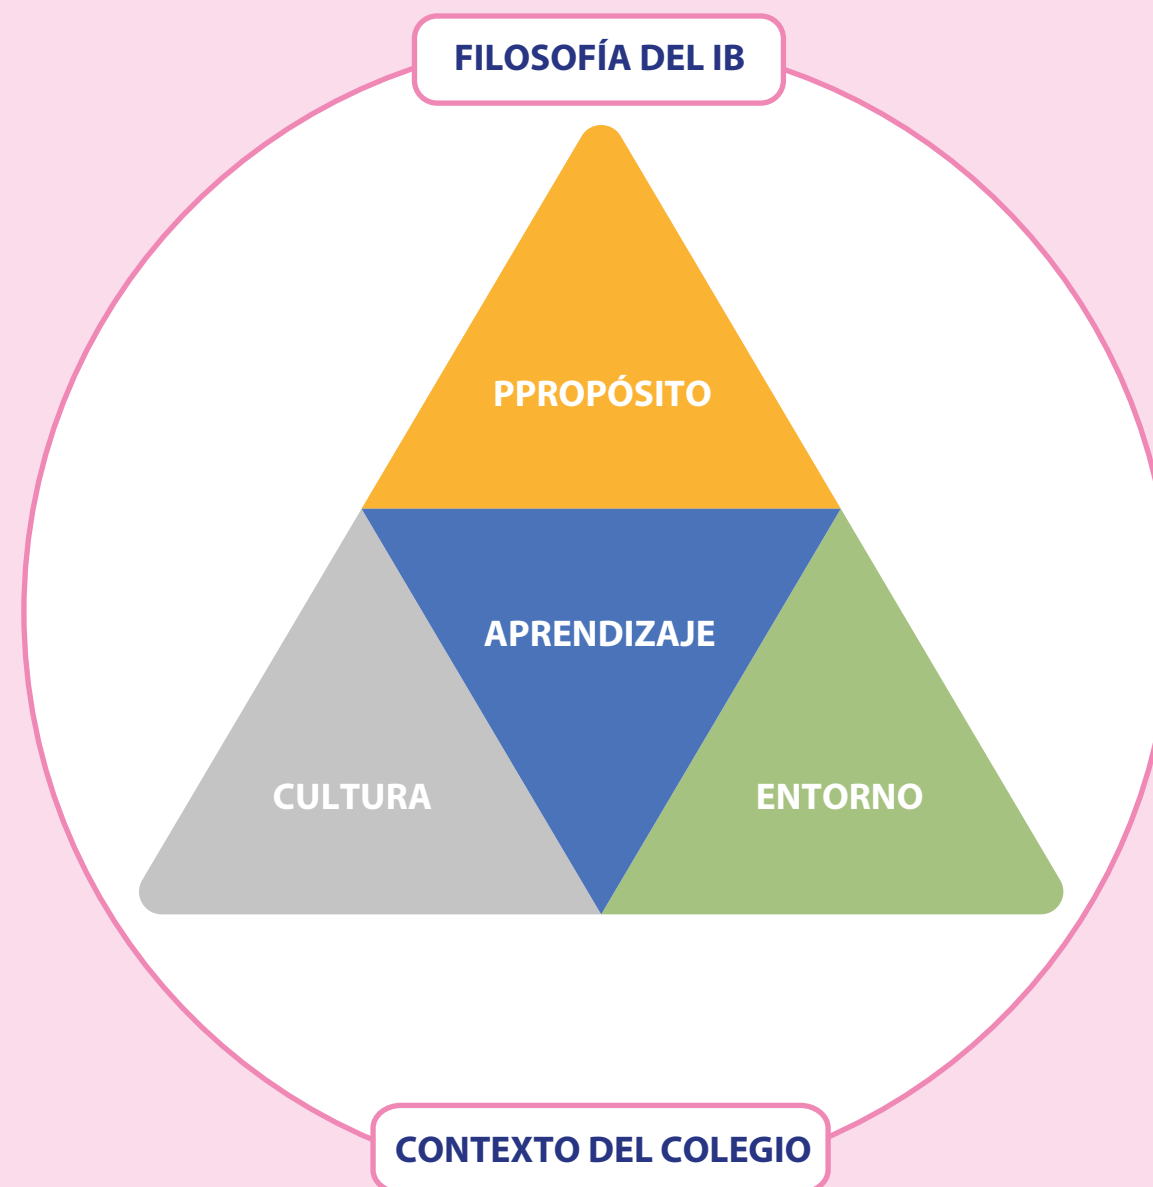 FILOSOFÍA DEL IB
PPROPÓSITO
APRENDIZAJE
CULTURA
ENTORNO
CONTEXTO DEL COLEGIO